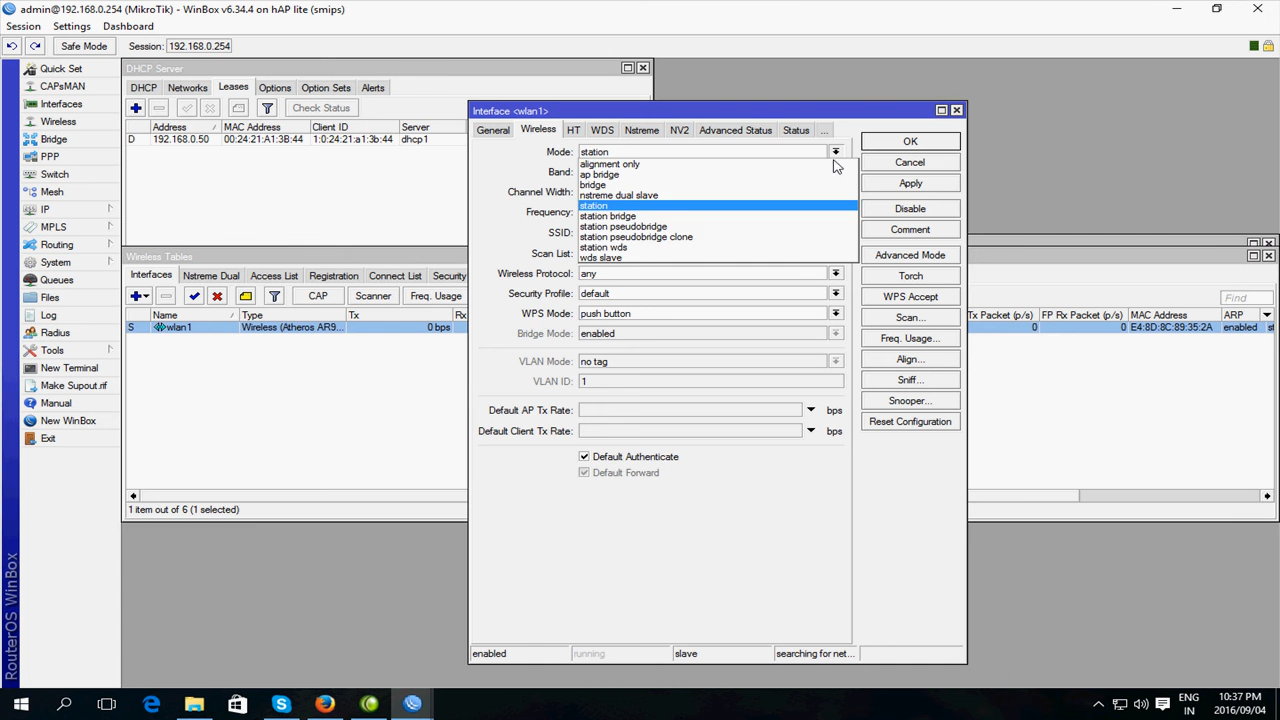 admin@192.168.0.254 (MikroTik) - WinBox v6.34.4 on hAP lite (smips)
Session Settings Dashboard
Safe Mode Session: 192.168.0.254
Quick Set
CAPsMAN
Interfaces
Wireless
Bridge
PPP
Switch
Mesh
IP
MPLS
Routing
System
Queues
Files
Log
Radius
Tools
New Terminal
Make Supout.rif
Manual
New WinBox
Exit
RouterOS WinBox
DHCP Server
DHCP Networks Leases Options Option Sets Alerts
Check Status
Address MAC Address Client ID Server
D 192.168.0.50 00:24:21:A1:3B:44 1:0:24:21:a1:3b:44 dhcp1
Wireless Tables
Interfaces Nstreme Dual Access List Registration Connect List Security
CAP Scanner Freq. Usage
Find
Name Type Tx Rx Tx Packet (p/s) FP Rx Packet (p/s) MAC Address ARP
S wlan1 Wireless (Atheros AR9... 0 bps 0 0 E4:8D:8C:89:35:2A enabled st
1 item out of 6 (1 selected)
Interface <wlan1>
General Wireless HT WDS Nstreme NV2 Advanced Status Status ...
Mode: station
alignment only
ap bridge
bridge
nstreme dual slave
station
station bridge
station pseudobridge
station pseudobridge clone
station wds
wds slave
Band:
Channel Width:
Frequency:
SSID:
Scan List:
Wireless Protocol: any
Security Profile: default
WPS Mode: push button
Bridge Mode: enabled
VLAN Mode: no tag
VLAN ID: 1
Default AP Tx Rate: bps
Default Client Tx Rate: bps
Default Authenticate
Default Forward
OK
Cancel
Apply
Disable
Comment
Advanced Mode
Torch
WPS Accept
Scan...
Freq. Usage...
Align...
Sniff...
Snooper...
Reset Configuration
enabled running slave searching for net...
ENG
IN
10:37 PM
2016/09/04